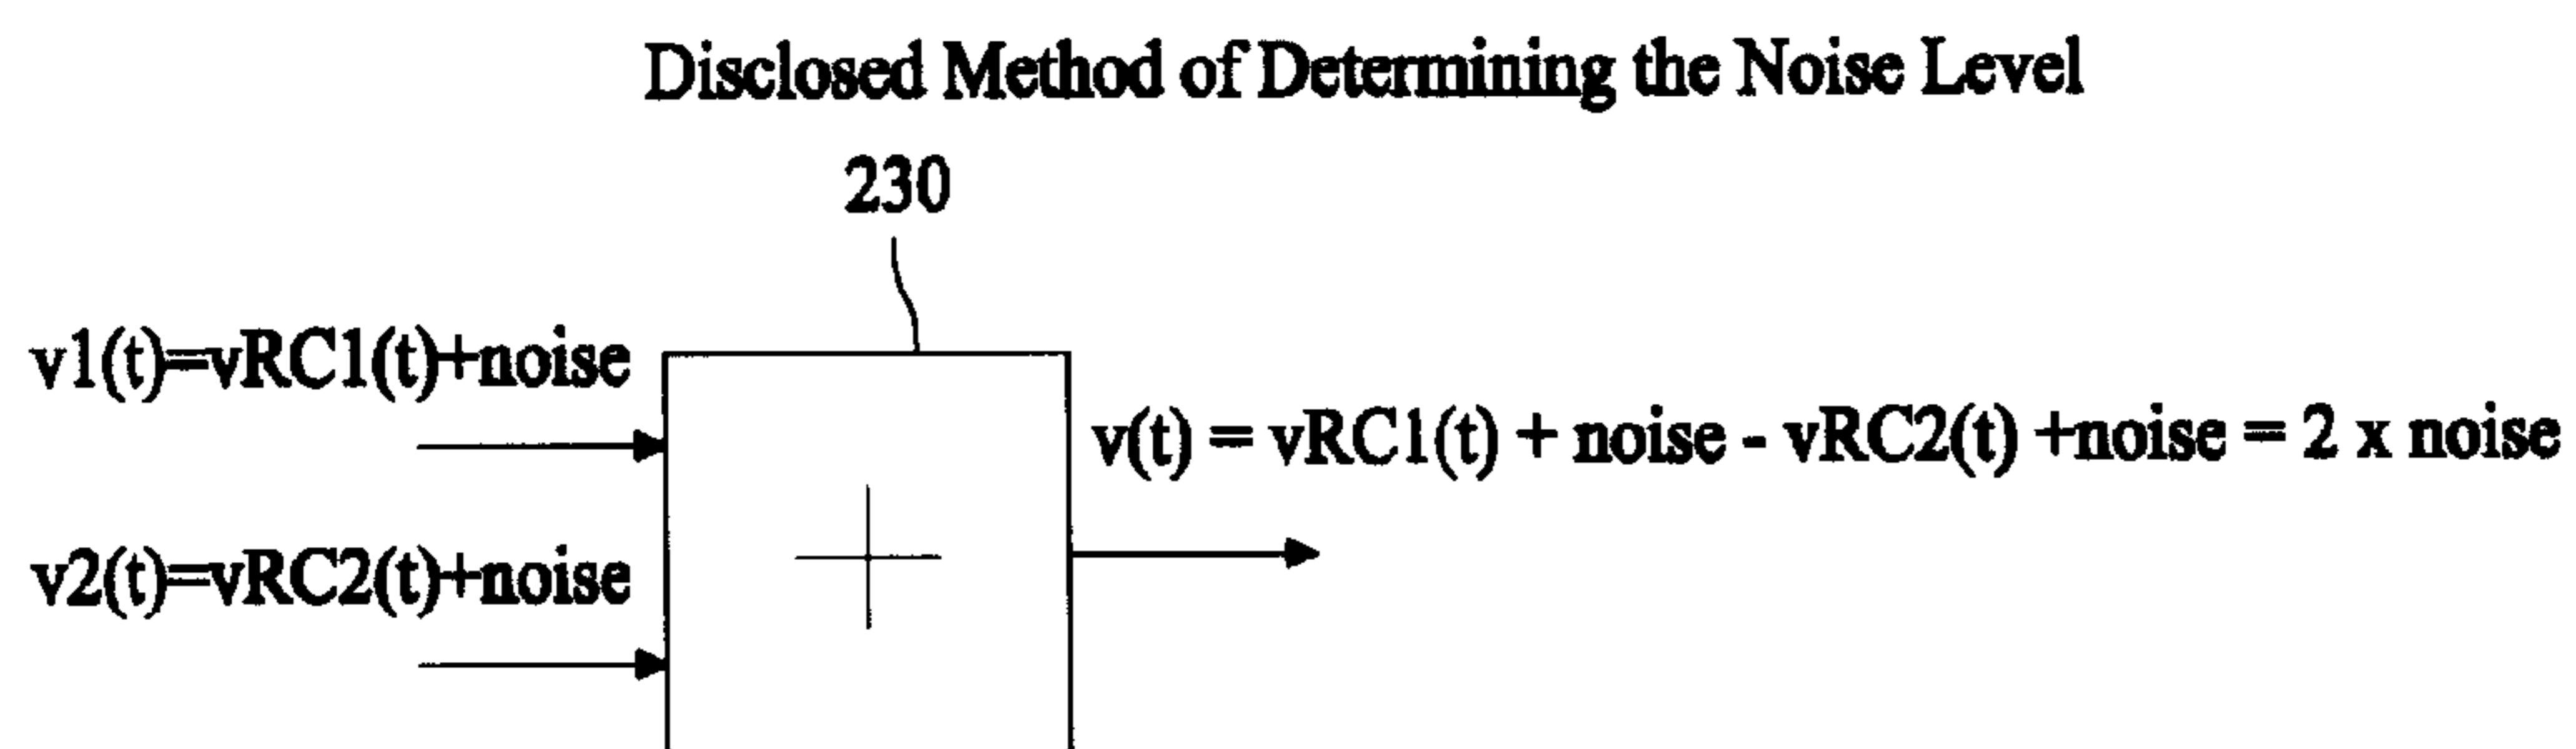 Disclosed Method of Determining the Noise Level
230
v1(t)=vRC1(t)+noise
v(t) = vRC1(t) + noise - vRC2(t) +noise = 2 x noise
v2(t)=vRC2(t)+noise
+